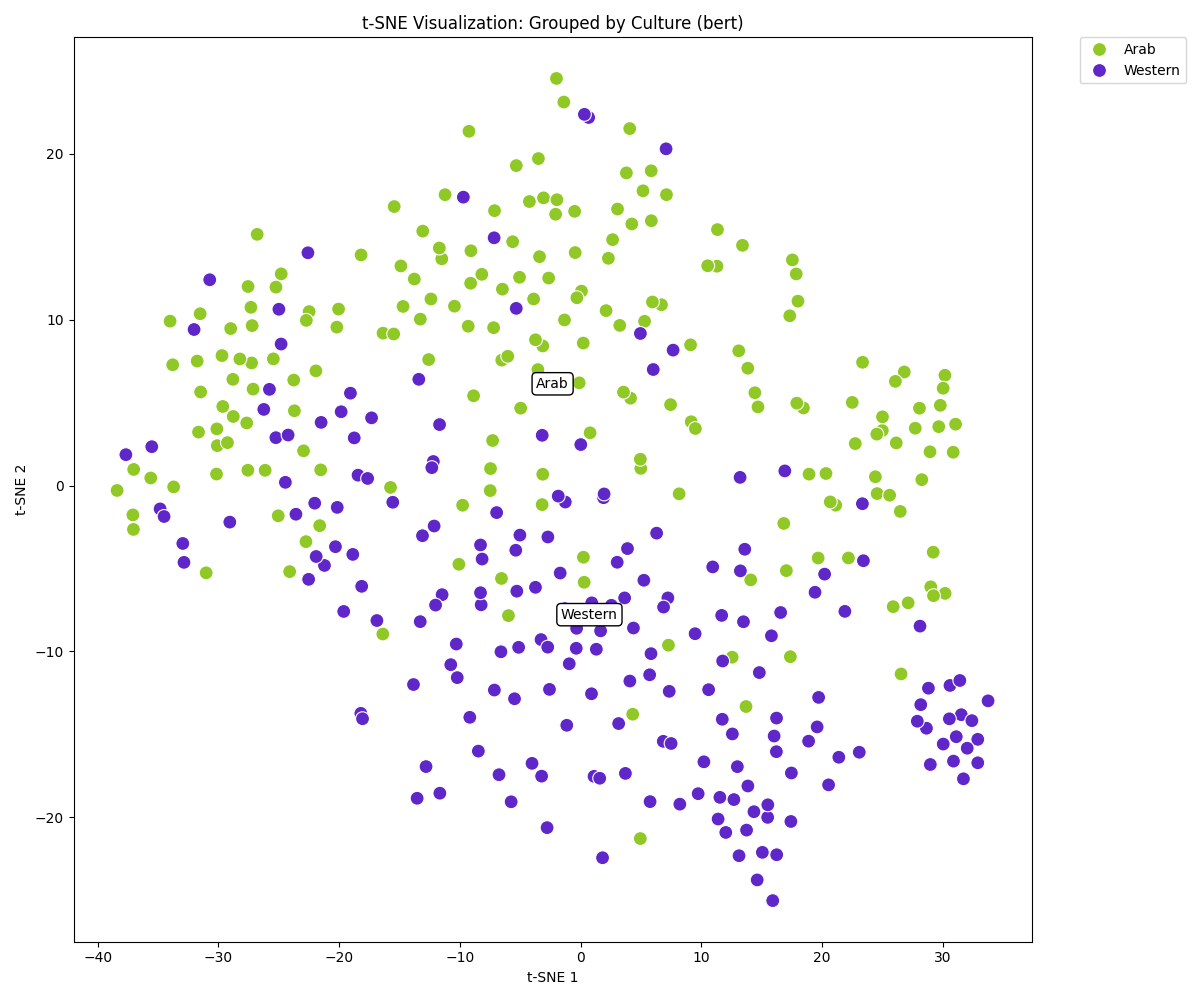 t-SNE Visualization: Grouped by Culture (bert)
Arab
Western
20
10
0
−10
−20
t-SNE 2
Arab
Western
−40
−30
−20
−10
0
10
20
30
t-SNE 1